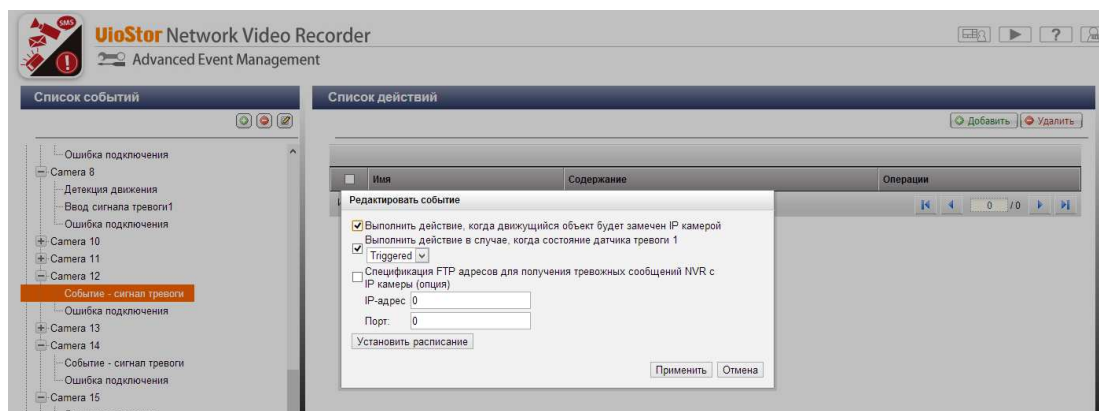 SMS
VioStor Network Video Recorder
Advanced Event Management
?
Список событий
Ошибка подключения
Camera 8
Детекция движения
Ввод сигнала тревоги1
Ошибка подключения
Camera 10
Camera 11
Camera 12
Событие - сигнал тревоги
Ошибка подключения
Camera 13
Camera 14
Событие - сигнал тревоги
Ошибка подключения
Camera 15
Список действий
Добавить Удалить
Имя Содержание Операции
0 / 0
Редактировать событие
Выполнить действие, когда движущийся объект будет замечен IP камерой
Выполнить действие в случае, когда состояние датчика тревоги 1
Triggered
Спецификация FTP адресов для получения тревожных сообщений NVR с
IP камеры (опция)
IP-адрес 0
Порт: 0
Установить расписание
Применить Отмена